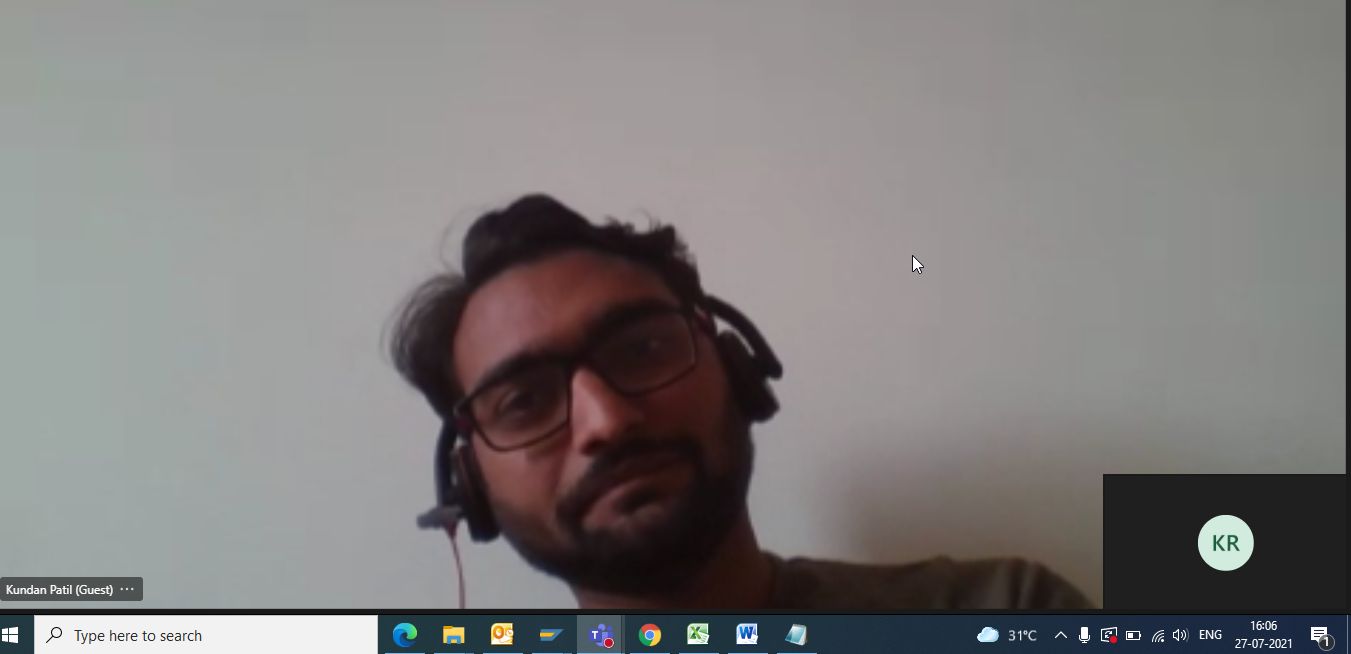 KR
Kundan Patil (Guest) ...
Type here to search
31°C
ENG
16:06
27-07-2021
1